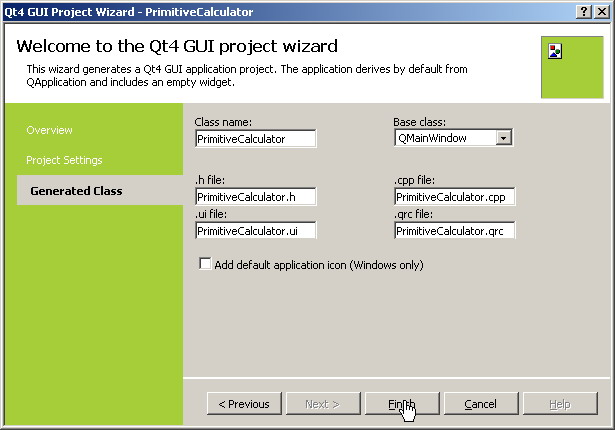 Qt4 GUI Project Wizard - PrimitiveCalculator
Welcome to the Qt4 GUI project wizard
This wizard generates a Qt4 GUI application project. The application derives by default from
QApplication and includes an empty widget.
Overview
Project Settings
Generated Class
Class name:
Base class:
PrimitiveCalculator
QMainWindow
.h file:
.cpp file:
PrimitiveCalculator.h
PrimitiveCalculator.cpp
.ui file:
.qrc file:
PrimitiveCalculator.ui
PrimitiveCalculator.qrc
Add default application icon (Windows only)
< Previous
Next >
Finish
Cancel
Help